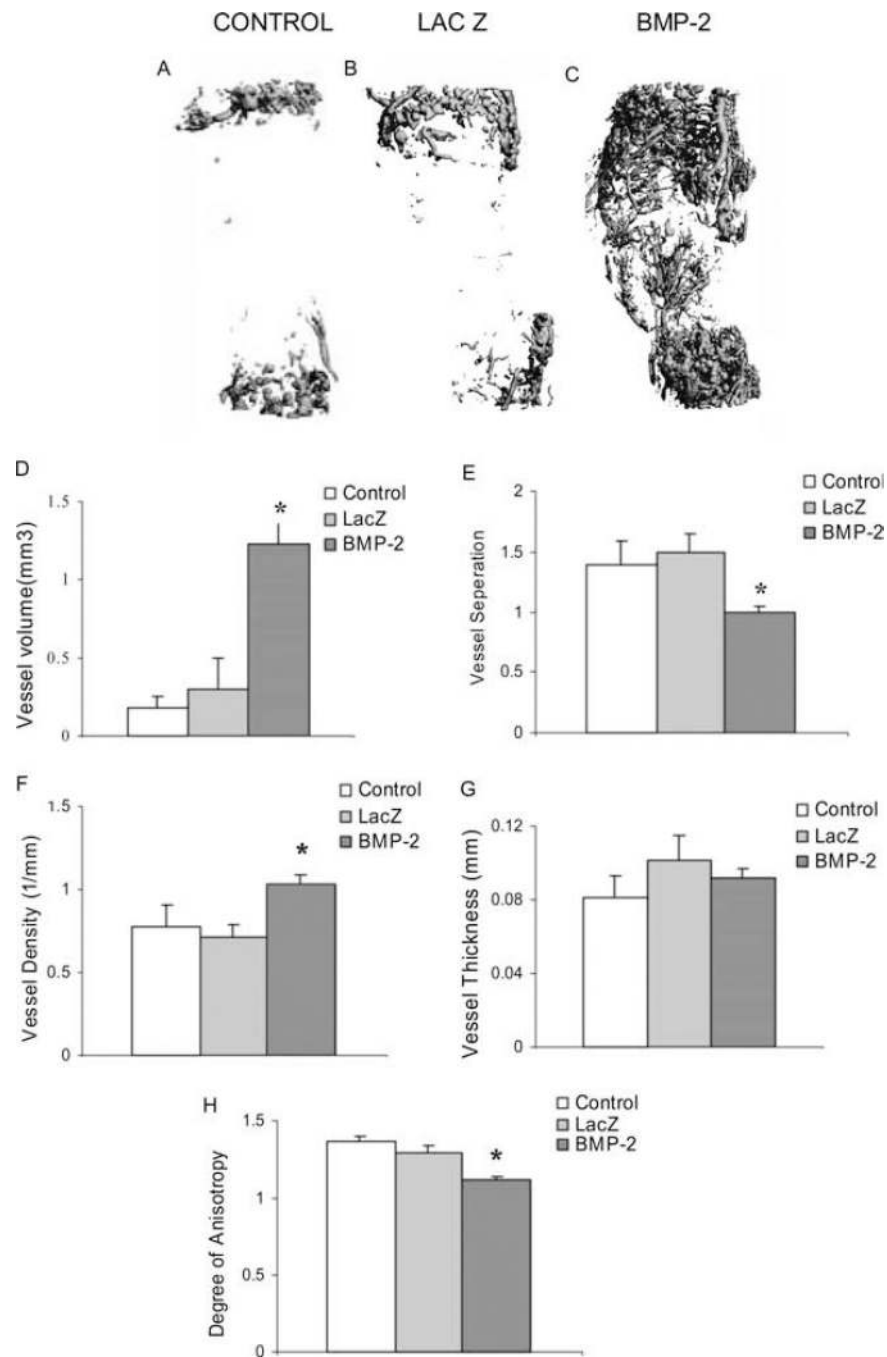 CONTROL LAC Z BMP-2
A B C
D
Vessel volume(mm3)
1.5
1
0.5
0
*
Control
LacZ
BMP-2
E
Vessel Seperation
2
1.5
1
0.5
0
*
Control
LacZ
BMP-2
F
Vessel Density (1/mm)
1.5
1
0.5
0
*
Control
LacZ
BMP-2
G
Vessel Thickness (mm)
0.12
0.08
0.04
0
Control
LacZ
BMP-2
H
Degree of Anisotropy
1.5
1
0.5
0
*
Control
LacZ
BMP-2